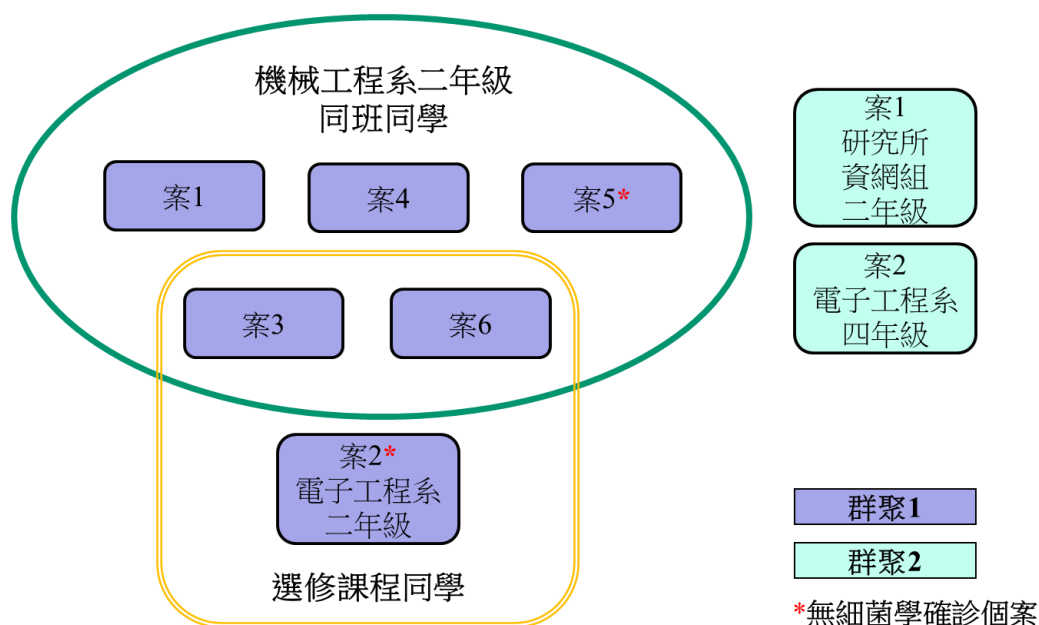 機械工程系二年級
同班同學
案1
案4
案5*
案3
案6
案2*
電子工程系
二年級
選修課程同學
案1
研究所
資網組
二年級
案2
電子工程系
四年級
群聚1
群聚2
*無細菌學確診個案